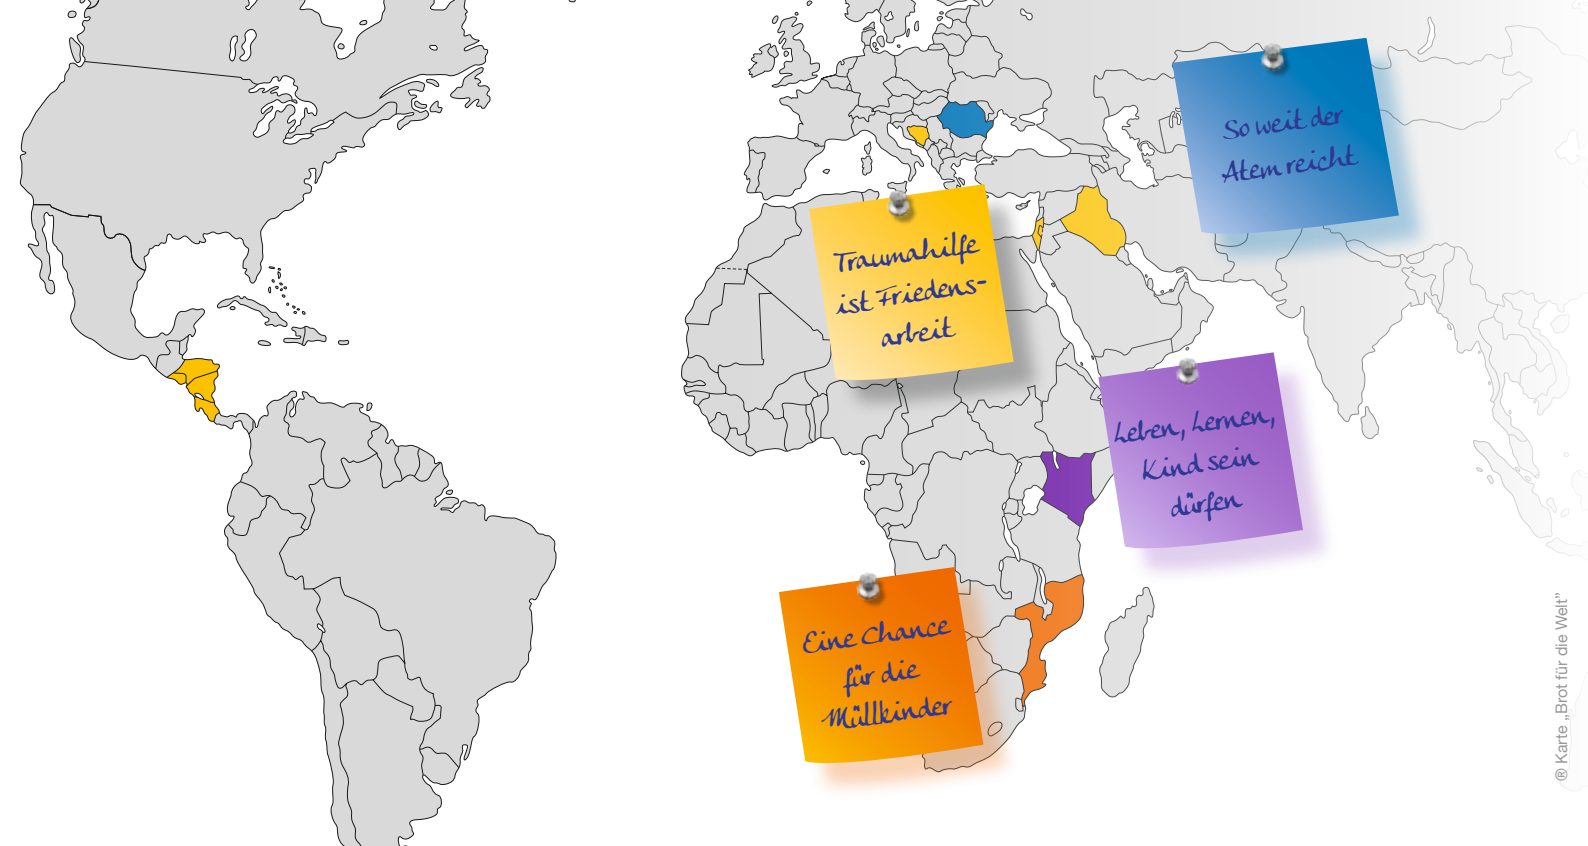 So weit der
Atem reicht
Traumahilfe
ist Friedens-
arbeit
Leben, Lernen,
Kind sein
dürfen
Eine Chance
für die
Müllkinder
® Karte „Brot für die Welt”